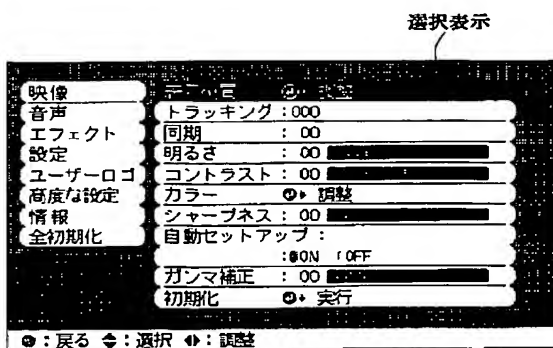 選択表示
映像
音声
エフェクト
設定
ユーザーロゴ
高度な設定
情報
全初期化
トラッキング：000
同期 ： 00
明るさ ： 00
コントラスト： 00
カラー 調整
シャープネス： 00
自動セットアップ：
：ON OFF
ガンマ補正 ： 00
初期化 実行
：戻る ：選択 ：調整